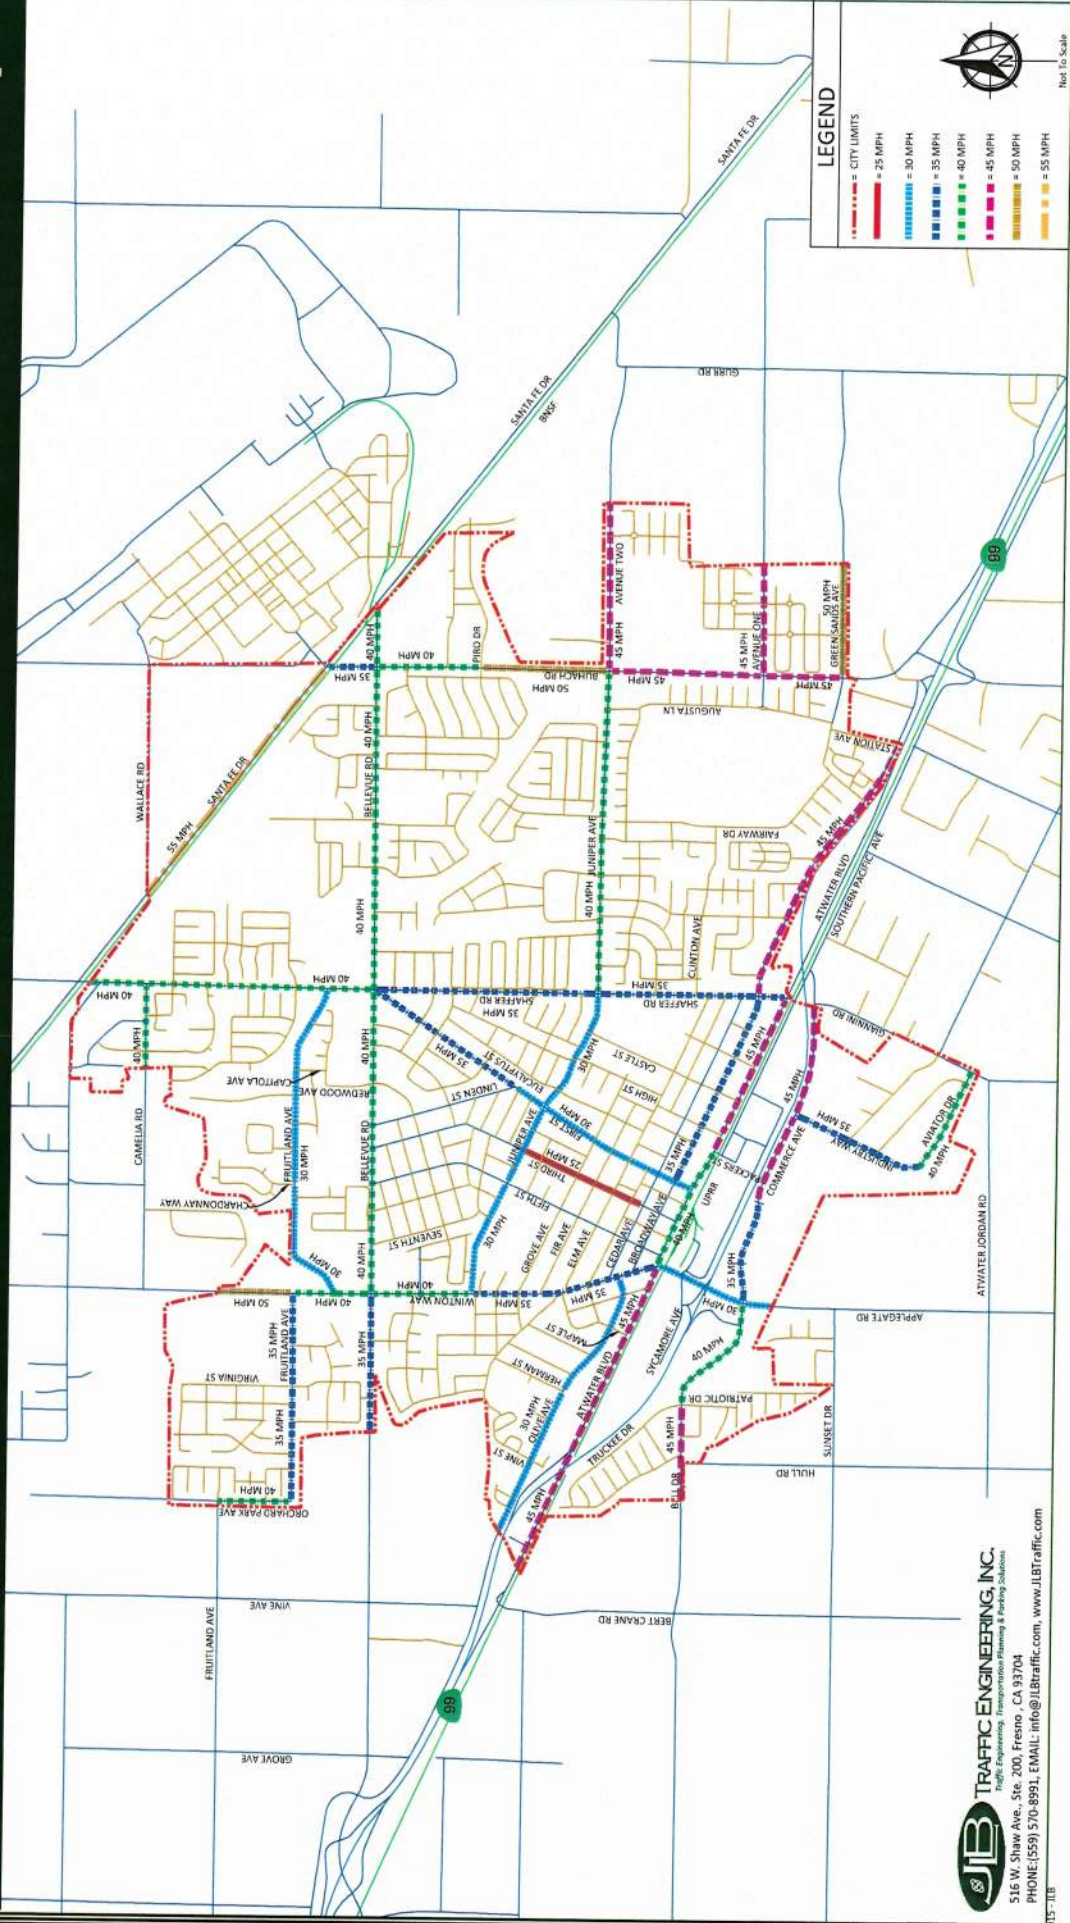 LEGEND
= CITY LIMITS
= 25 MPH
= 30 MPH
= 35 MPH
= 40 MPH
= 45 MPH
= 50 MPH
= 55 MPH
N
Not To Scale
SANTA FE DR
SANTA FE DR
BNSF
GURR RD
99
WALLACE RD
SANTA FE DR
55 MPH
35 MPH
40 MPH
40 MPH
PIRO DR
BUHACH RD
50 MPH
45 MPH
AVENUE TWO
45 MPH
45 MPH
AVENUE ONE
50 MPH
GREEN SANDS AVE
45 MPH
AUGUSTA LN
STATION AVE
BELLEVUE RD
40 MPH
40 MPH
JUNIPER AVE
40 MPH
FAIRWAY DR
45 MPH
ATWATER BLVD
SOUTHERN PACIFIC AVE
CLINTON AVE
40 MPH
40 MPH
40 MPH
SHAFFER RD
35 MPH
35 MPH
SHAFFER RD
GIANNINI RD
CAMELIA RD
CAPITOLA AVE
REDWOOD AVE
FRUITLAND AVE
30 MPH
CHARDONNAY WAY
30 MPH
40 MPH
BELLEVUE RD
40 MPH
35 MPH
EUCALYPTUS ST
LINDEN ST
30 MPH
CASTLE ST
HIGH ST
JUNIPER AVE
FIRST ST
30 MPH
25 MPH
THIRD ST
FIFTH ST
SEVENTH ST
30 MPH
GROVE AVE
FIR AVE
ELM AVE
CEDAR AVE
BROADWAY AVE
35 MPH
45 MPH
40 MPH
UPRR
PACKERS ST
45 MPH
COMMERCE AVE
35 MPH
INDUSTRY WAY
AVIATOR DR
40 MPH
35 MPH
30 MPH
APPLEGATE RD
ATWATER JORDAN RD
50 MPH
40 MPH
40 MPH
WINTON WAY
35 MPH
35 MPH
35 MPH
FRUITLAND AVE
35 MPH
VIRGINIA ST
35 MPH
40 MPH
ORCHARD PARK AVE
MAPLE ST
HERMAN ST
30 MPH
OLIVE AVE
VINE ST
45 MPH
ATWATER BLVD
45 MPH
SYCAMORE AVE
TRUCKEE DR
40 MPH
PATRIOTIC DR
45 MPH
BELL DR
HULL RD
SUNSET DR
FRUITLAND AVE
VINE AVE
GROVE AVE
BERT CRANE RD
99
JLB TRAFFIC ENGINEERING, INC.
Traffic Engineering, Transportation Planning & Parking Solutions
516 W. Shaw Ave., Ste. 200, Fresno, CA 93704
PHONE:(559) 570-8991, EMAIL: info@JLBtraffic.com, www.JLBTraffic.com
15 - JLB